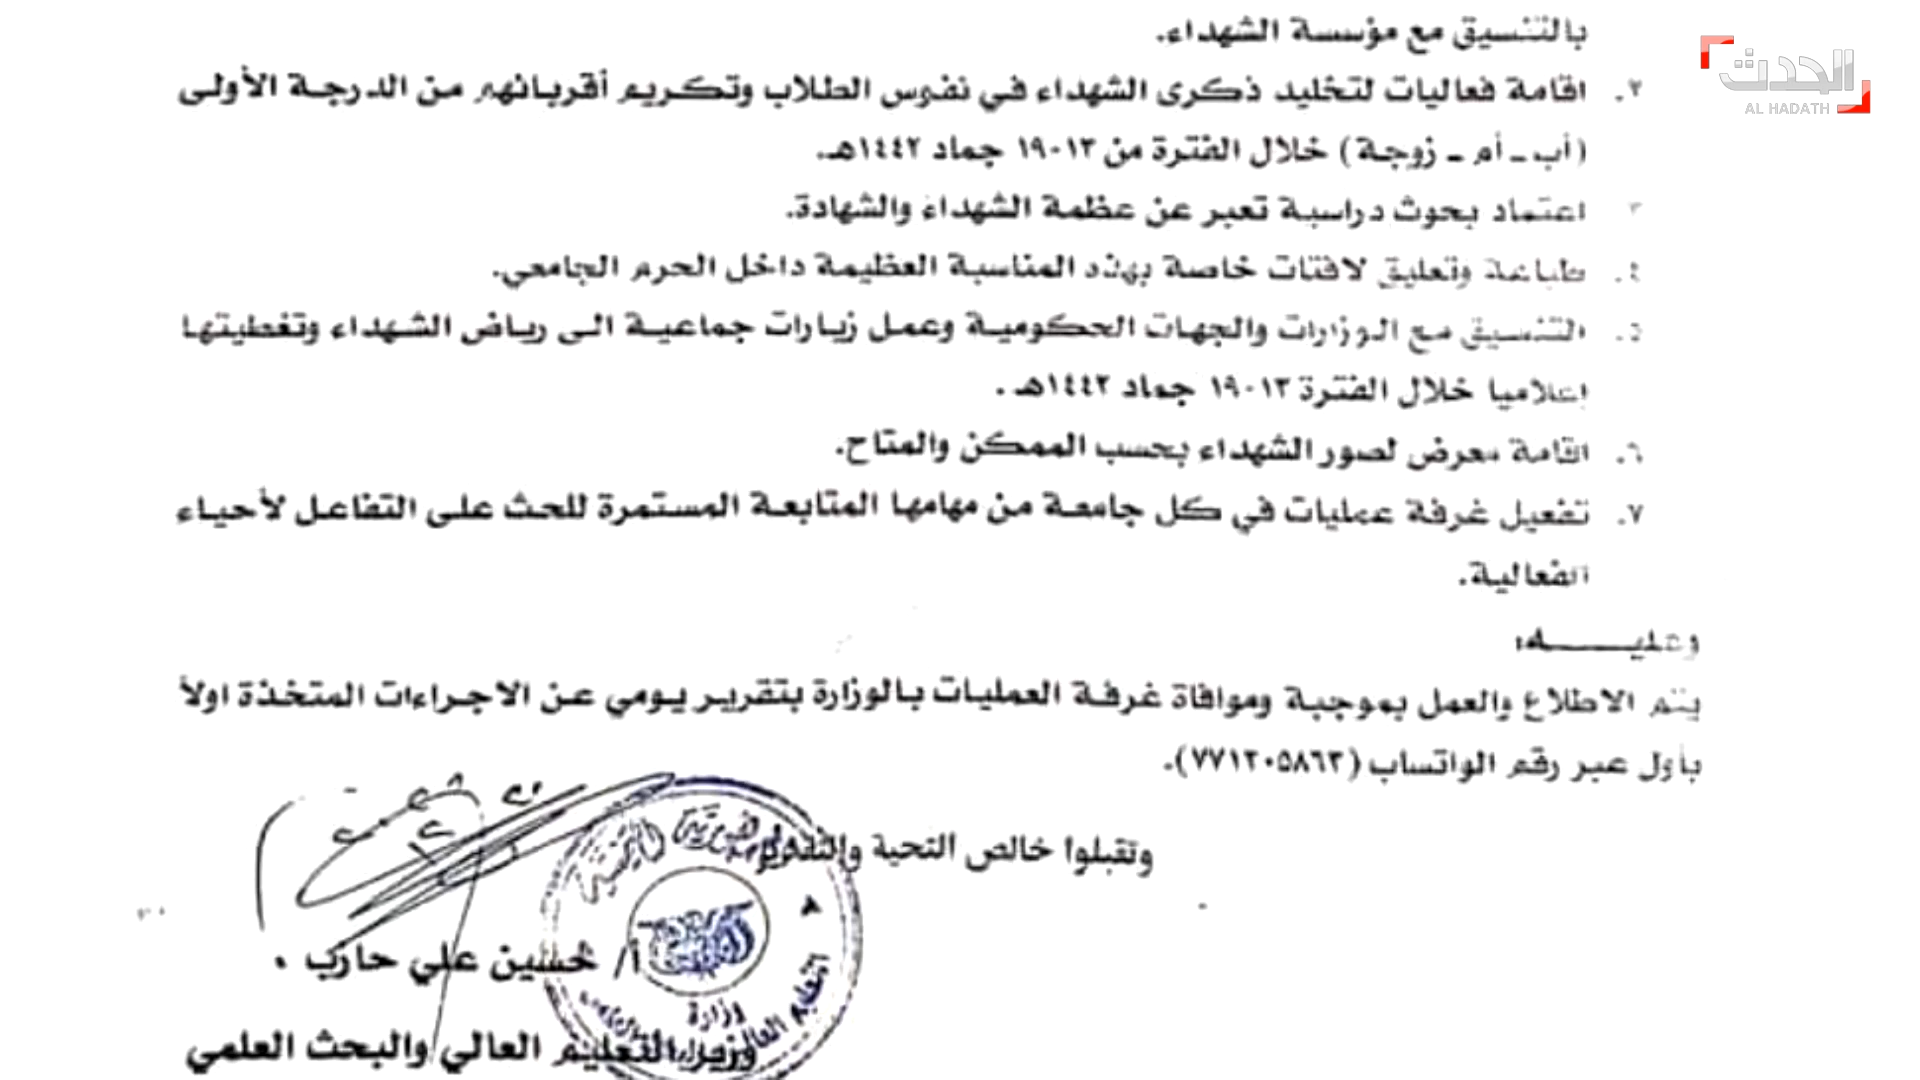 الحدث
AL HADATH
بالتنسيق مع مؤسسة الشهداء.
٢. اقامة فعاليات لتخليد ذكرى الشهداء في نفوس الطلاب وتكريم أقربائهم من الدرجة الأولى
(أب - أم - زوجة) خلال الفترة من ١٣-١٩ جماد ١٤٤٢هـ.
٣ اعتماد بحوث دراسية تعبر عن عظمة الشهداء والشهادة.
٤. طباعة وتعليق لافتات خاصة بهذه المناسبة العظيمة داخل الحرم الجامعي.
٥. التنسيق مع الوزارات والجهات الحكومية وعمل زيارات جماعية الى رياض الشهداء وتغطيتها
إعلاميا خلال الفترة ١٣-١٩ جماد ١٤٤٢هـ .
٦. اقامة معرض لصور الشهداء بحسب الممكن والمتاح.
٧. تفعيل غرفة عمليات في كل جامعة من مهامها المتابعة المستمرة للحث على التفاعل لأحياء
الفعالية.
وعليـــــه:
يتم الاطلاع والعمل بموجبة وموافاة غرفة العمليات بالوزارة بتقرير يومي عن الاجراءات المتخذة اولاً
بأول عبر رقم الواتساب (٧٧١٢٠٥٨٦٣).
وتقبلوا خالص التحية والتقدير
أ/ حسين علي حازب .
وزير التعليم العالي والبحث العلمي
وزارة
التعليم العالي